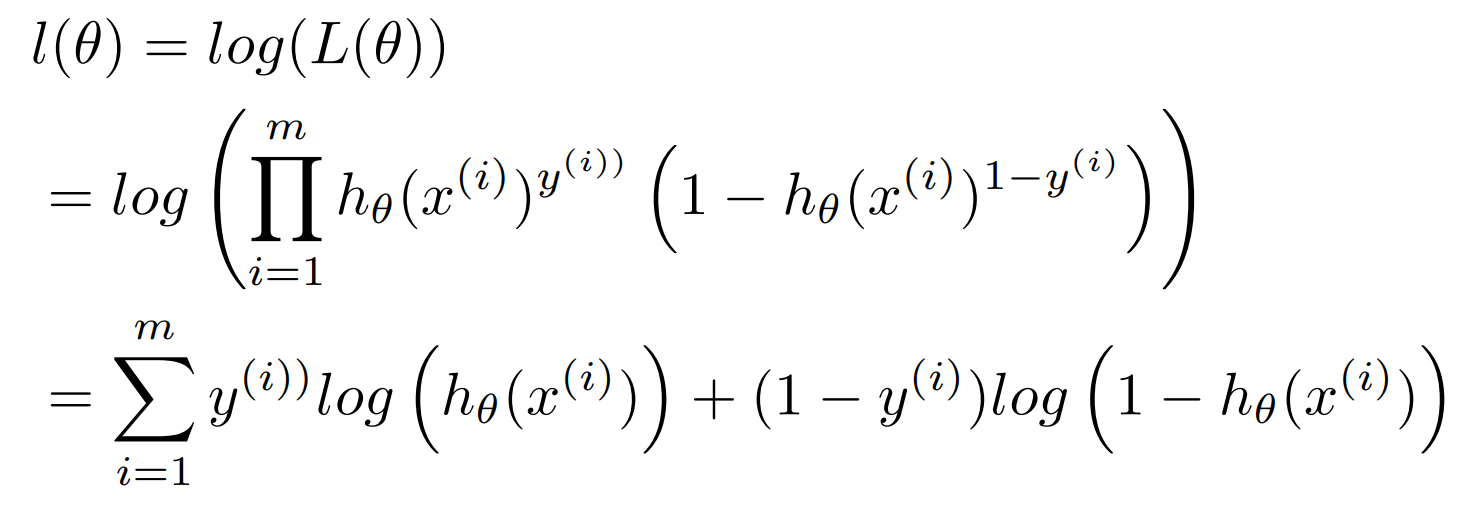 l(θ) = log(L(θ))
= log ( ∏_{i=1}^{m} h_θ(x^{(i)})^{y^{(i))}} ( 1 − h_θ(x^{(i)})^{1−y^{(i)}} ) )
= ∑_{i=1}^{m} y^{(i))} log ( h_θ(x^{(i)}) ) + (1 − y^{(i)}) log ( 1 − h_θ(x^{(i)}) )